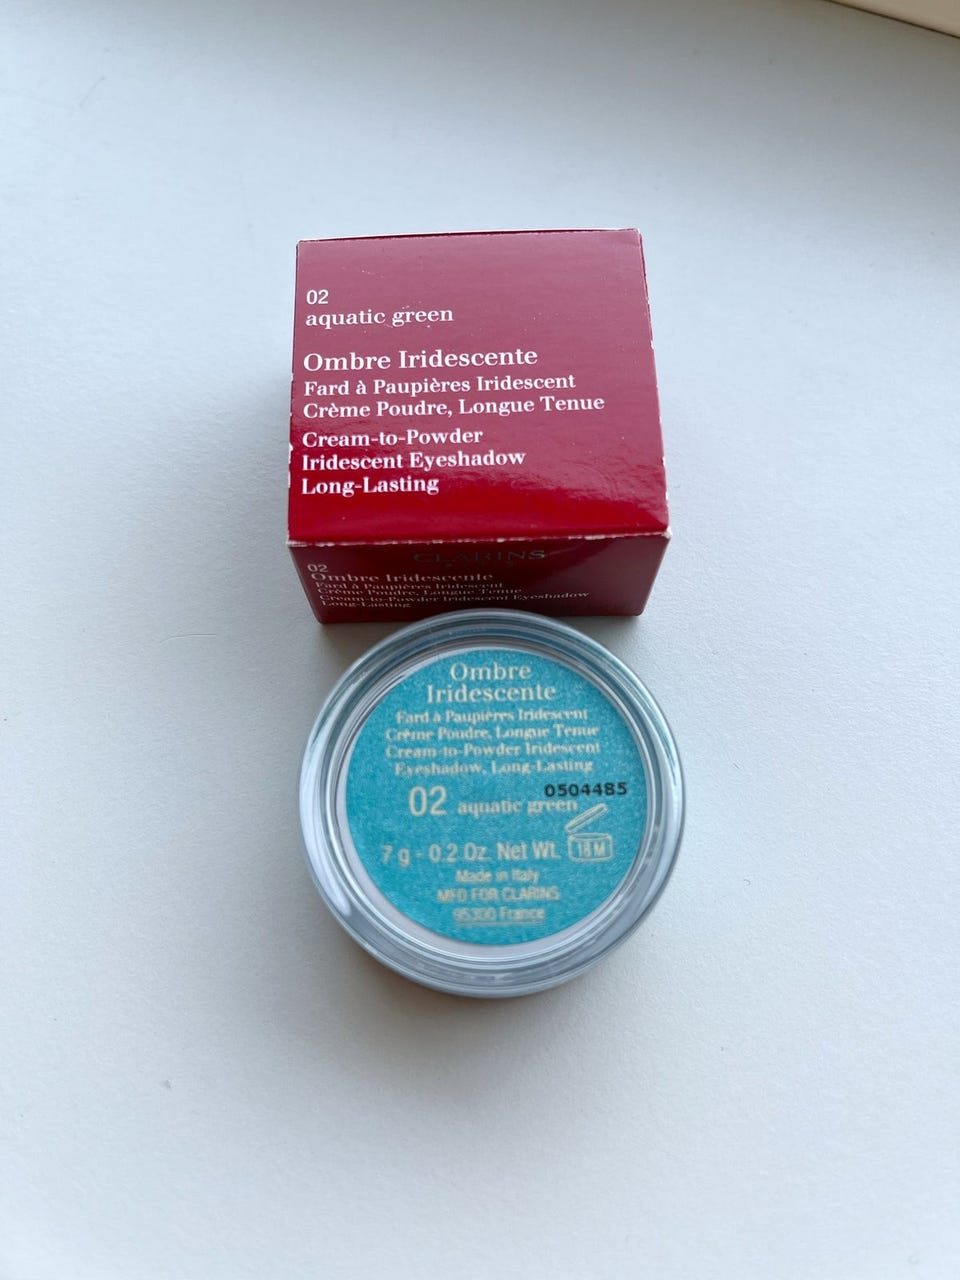 02
aquatic green
Ombre Iridescente
Fard à Paupières Iridescent
Crème Poudre, Longue Tenue
Cream-to-Powder
Iridescent Eyeshadow
Long-Lasting
CLARINS
02
Ombre Iridescente
Fard à Paupières Iridescent
Crème Poudre, Longue Tenue
Cream-to-Powder Iridescent Eyeshadow
Long-Lasting
Ombre
Iridescente
Fard à Paupières Iridescent
Crème Poudre, Longue Tenue
Cream-to-Powder Iridescent
Eyeshadow, Long-Lasting
0504485
02 aquatic green
7 g - 0.2 Oz. Net Wt. 18 M
Made in Italy
MFD FOR CLARINS
95300 France